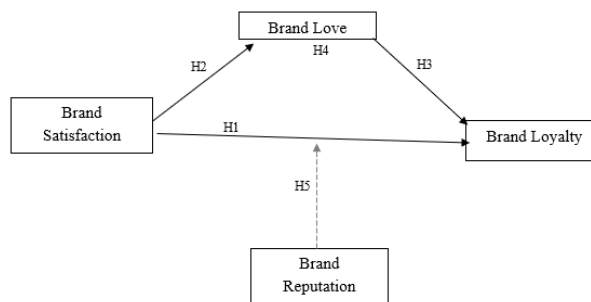 Brand Love
H4
H2
H3
Brand
Satisfaction
H1
Brand Loyalty
H5
Brand
Reputation